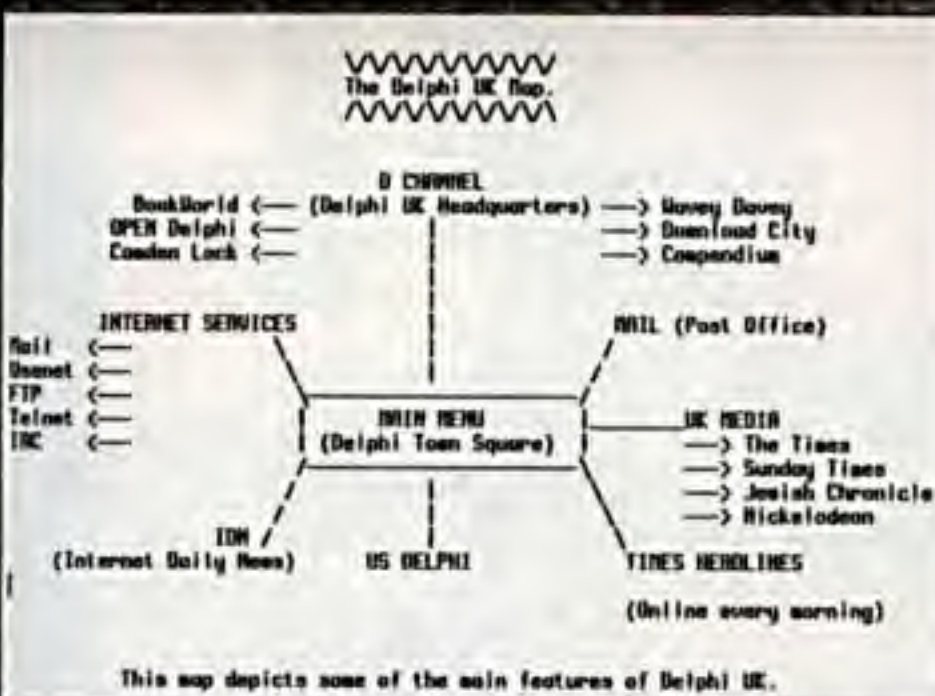 The Delphi UK Map.
D CHANNEL
BookWorld <— (Delphi UK Headquarters) —> Wavey Davey
OPEN Delphi <— —> Download City
Camden Lock <— —> Compendium
INTERNET SERVICES MAIL (Post Office)
Mail <—
Usenet <—
FTP <—
Telnet <—
IRC <—
MAIN MENU
(Delphi Town Square)
UK MEDIA
—> The Times
—> Sunday Times
—> Jewish Chronicle
—> Nickelodeon
IDN
(Internet Daily News) US DELPHI TIMES HEADLINES
(Online every morning)
This map depicts some of the main features of Delphi UK.